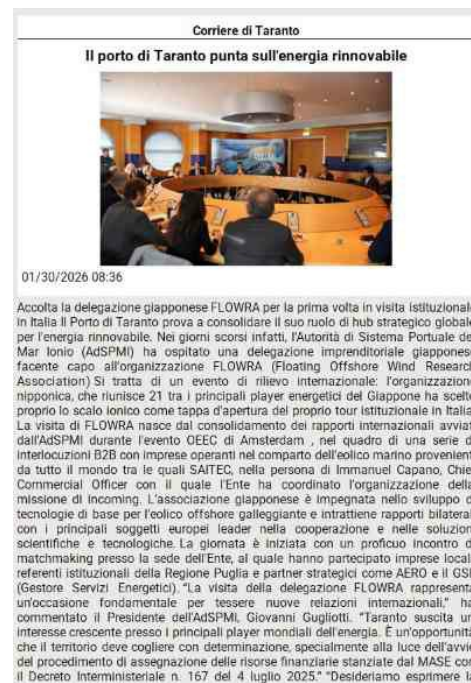 Corriere di Taranto
Il porto di Taranto punta sull'energia rinnovabile
01/30/2026 08:36
Accolta la delegazione giapponese FLOWRA per la prima volta in visita istituzionale
in Italia Il Porto di Taranto prova a consolidare il suo ruolo di hub strategico globale
per l'energia rinnovabile. Nei giorni scorsi infatti, l'Autorità di Sistema Portuale del
Mar Ionio (AdSPMI) ha ospitato una delegazione imprenditoriale giapponese
facente capo all'organizzazione FLOWRA (Floating Offshore Wind Research
Association) Si tratta di un evento di rilievo internazionale: l'organizzazione
nipponica, che riunisce 21 tra i principali player energetici del Giappone ha scelto
proprio lo scalo ionico come tappa d'apertura del proprio tour istituzionale in Italia.
La visita di FLOWRA nasce dal consolidamento dei rapporti internazionali avviat
dall'AdSPMI durante l'evento OEEC di Amsterdam , nel quadro di una serie d
interlocuzioni B2B con imprese operanti nel comparto dell'eolico marino provenient
da tutto il mondo tra le quali SAITEC, nella persona di Immanuel Capano, Chie
Commercial Officer con il quale l'Ente ha coordinato l'organizzazione della
missione di incoming. L'associazione giapponese è impegnata nello sviluppo d
tecnologie di base per l'eolico offshore galleggiante e intrattiene rapporti bilateral
con i principali soggetti europei leader nella cooperazione e nelle soluzion
scientifiche e tecnologiche. La giornata è iniziata con un proficuo incontro d
matchmaking presso la sede dell'Ente, al quale hanno partecipato imprese local
referenti istituzionali della Regione Puglia e partner strategici come AERO e il GSE
(Gestore Servizi Energetici). "La visita della delegazione FLOWRA rappresenta
un'occasione fondamentale per tessere nuove relazioni internazionali," ha
commentato il Presidente dell'AdSPMI, Giovanni Gugliotti. "Taranto suscita un
interesse crescente presso i principali player mondiali dell'energia. È un'opportunità
che il territorio deve cogliere con determinazione, specialmente alla luce dell'avvio
del procedimento di assegnazione delle risorse finanziarie stanziate dal MASE con
il Decreto Interministeriale n. 167 del 4 luglio 2025." "Desideriamo esprimere la